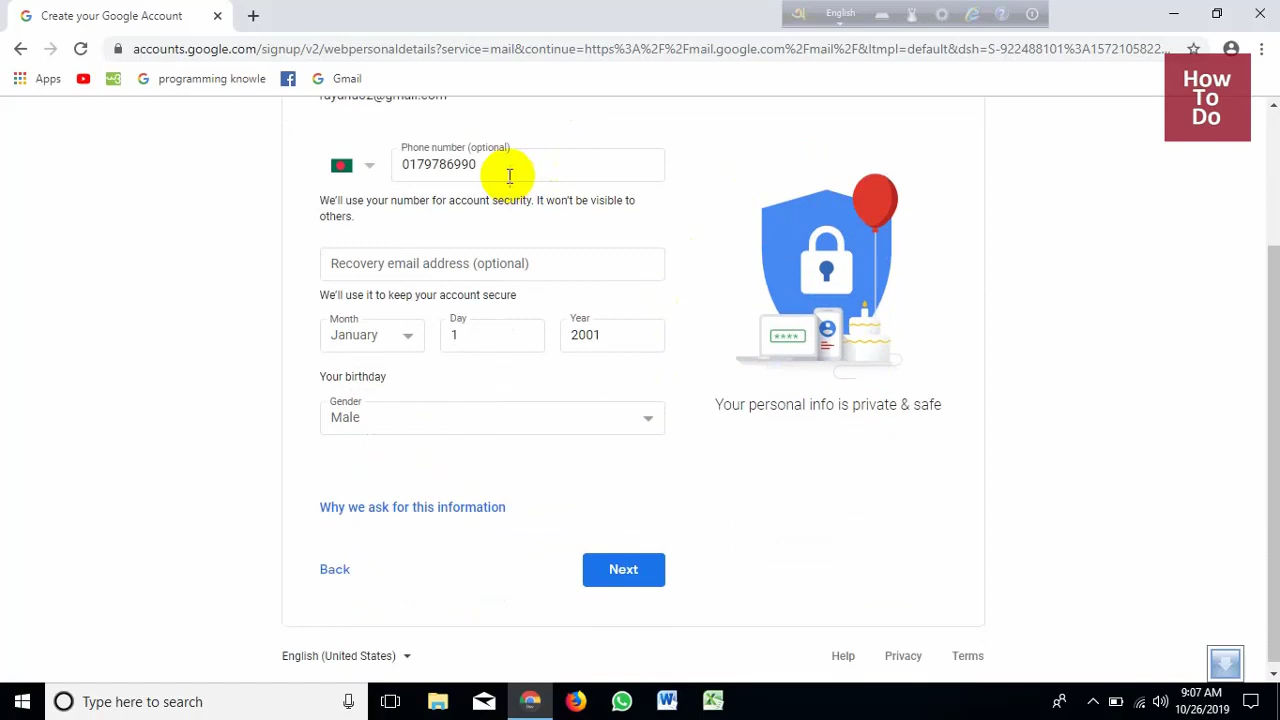 Create your Google Account
English
accounts.google.com/signup/v2/webpersonaldetails?service=mail&continue=https%3A%2F%2Fmail.google.com%2Fmail%2F&ltmpl=default&dsh=S-922488101%3A1572105822...
Apps
programming knowle
Gmail
How
To
Do
Phone number (optional)
0179786990
We'll use your number for account security. It won't be visible to
others.
Recovery email address (optional)
We'll use it to keep your account secure
Month Day Year
January 1 2001
Your birthday
Gender
Male
****
Your personal info is private & safe
Why we ask for this information
Back Next
English (United States) Help Privacy Terms
Type here to search
9:07 AM
10/26/2019